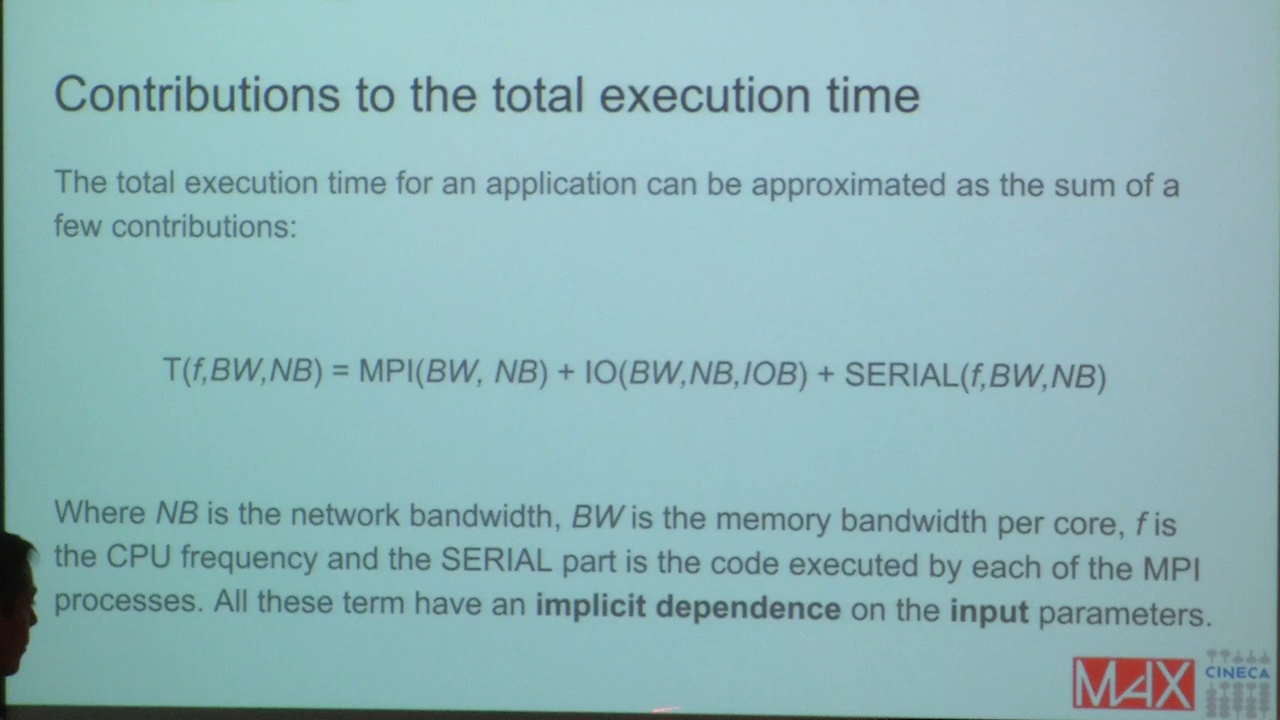 Contributions to the total execution time
The total execution time for an application can be approximated as the sum of a
few contributions:
T(f,BW,NB) = MPI(BW, NB) + IO(BW,NB,IOB) + SERIAL(f,BW,NB)
Where NB is the network bandwidth, BW is the memory bandwidth per core, f is
the CPU frequency and the SERIAL part is the code executed by each of the MPI
processes. All these term have an implicit dependence on the input parameters.
MAX
CINECA